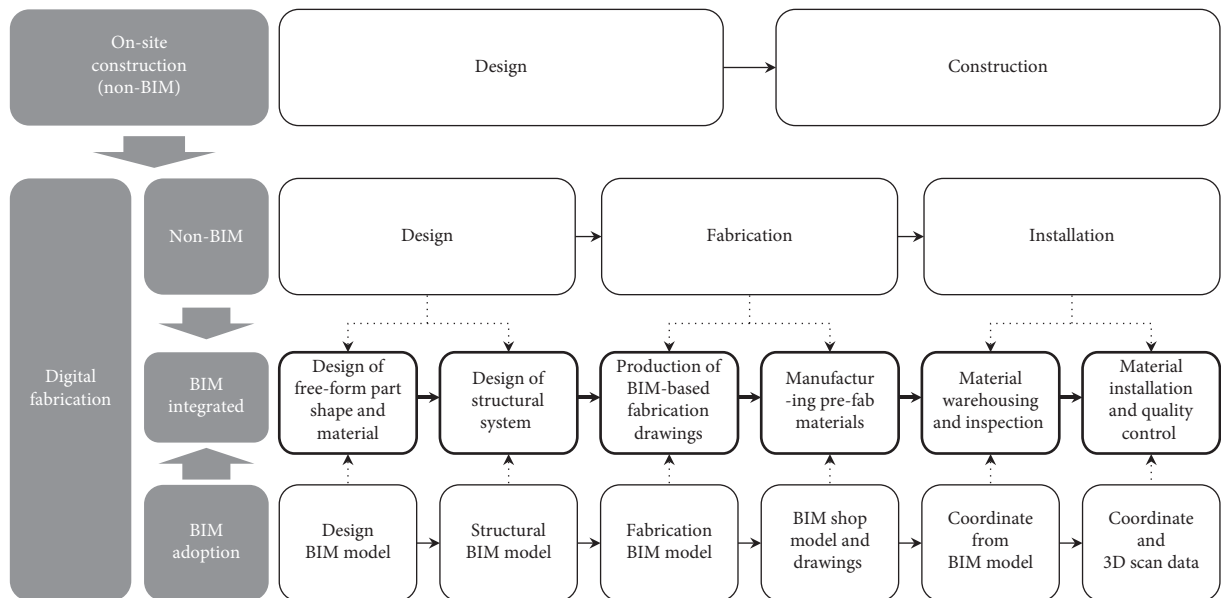 On-site
construction
(non-BIM)
Design
Construction
Digital
fabrication
Non-BIM
Design
Fabrication
Installation
BIM
integrated
Design of
free-form part
shape and
material
Design of
structural
system
Production of
BIM-based
fabrication
drawings
Manufactur
-ing pre-fab
materials
Material
warehousing
and inspection
Material
installation
and quality
control
BIM
adoption
Design
BIM model
Structural
BIM model
Fabrication
BIM model
BIM shop
model and
drawings
Coordinate
from
BIM model
Coordinate
and
3D scan data